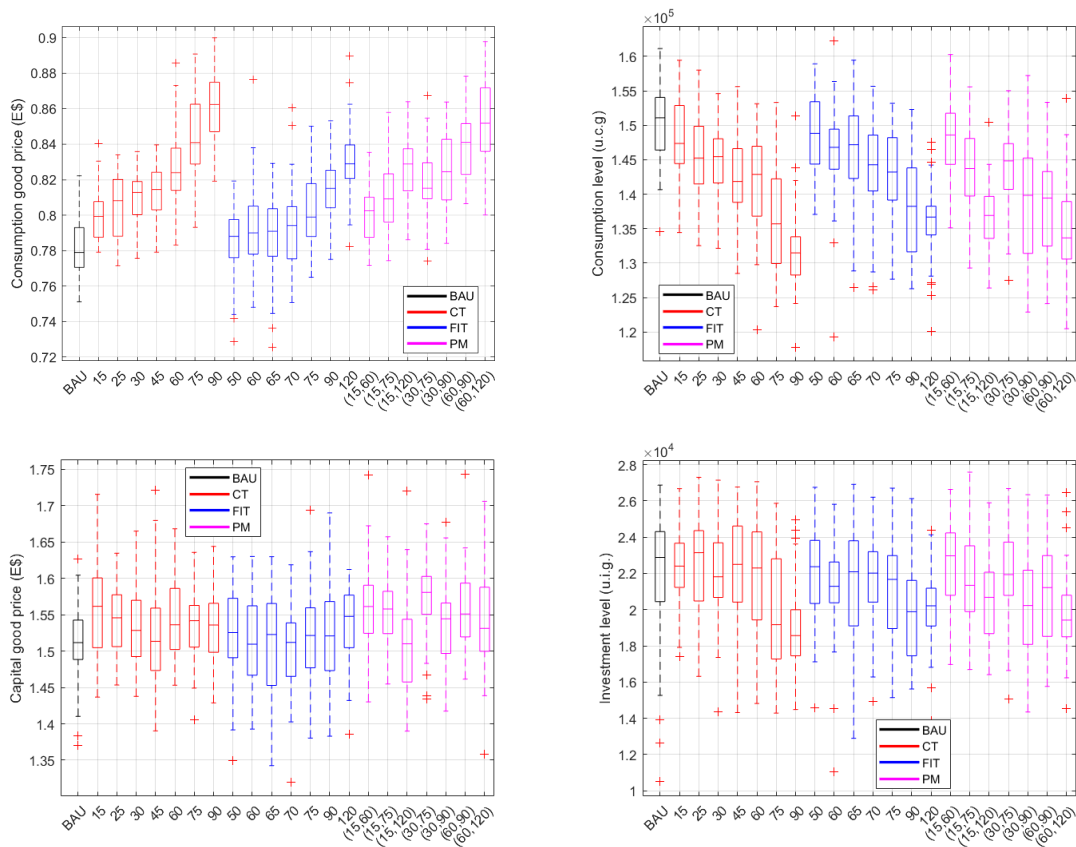 Consumption good price (E$)
0.9
0.88
0.86
0.84
0.82
0.8
0.78
0.76
0.74
0.72
BAU
CT
FIT
PM
BAU 15 25 30 45 60 75 90 50 60 65 70 75 90 120 (15,60) (15,75) (15,120) (30,75) (30,90) (60,90) (60,120)
×10⁵
Consumption level (u.c.g)
1.6
1.55
1.5
1.45
1.4
1.35
1.3
1.25
1.2
BAU
CT
FIT
PM
BAU 15 25 30 45 60 75 90 50 60 65 70 75 90 120 (15,60) (15,75) (15,120) (30,75) (30,90) (60,90) (60,120)
Capital good price (E$)
1.75
1.7
1.65
1.6
1.55
1.5
1.45
1.4
1.35
BAU
CT
FIT
PM
BAU 15 25 30 45 60 75 90 50 60 65 70 75 90 120 (15,60) (15,75) (15,120) (30,75) (30,90) (60,90) (60,120)
×10⁴
Investment level (u.i.g.)
2.8
2.6
2.4
2.2
2
1.8
1.6
1.4
1.2
1
BAU
CT
FIT
PM
BAU 15 25 30 45 60 75 90 50 60 65 70 75 90 120 (15,60) (15,75) (15,120) (30,75) (30,90) (60,90) (60,120)